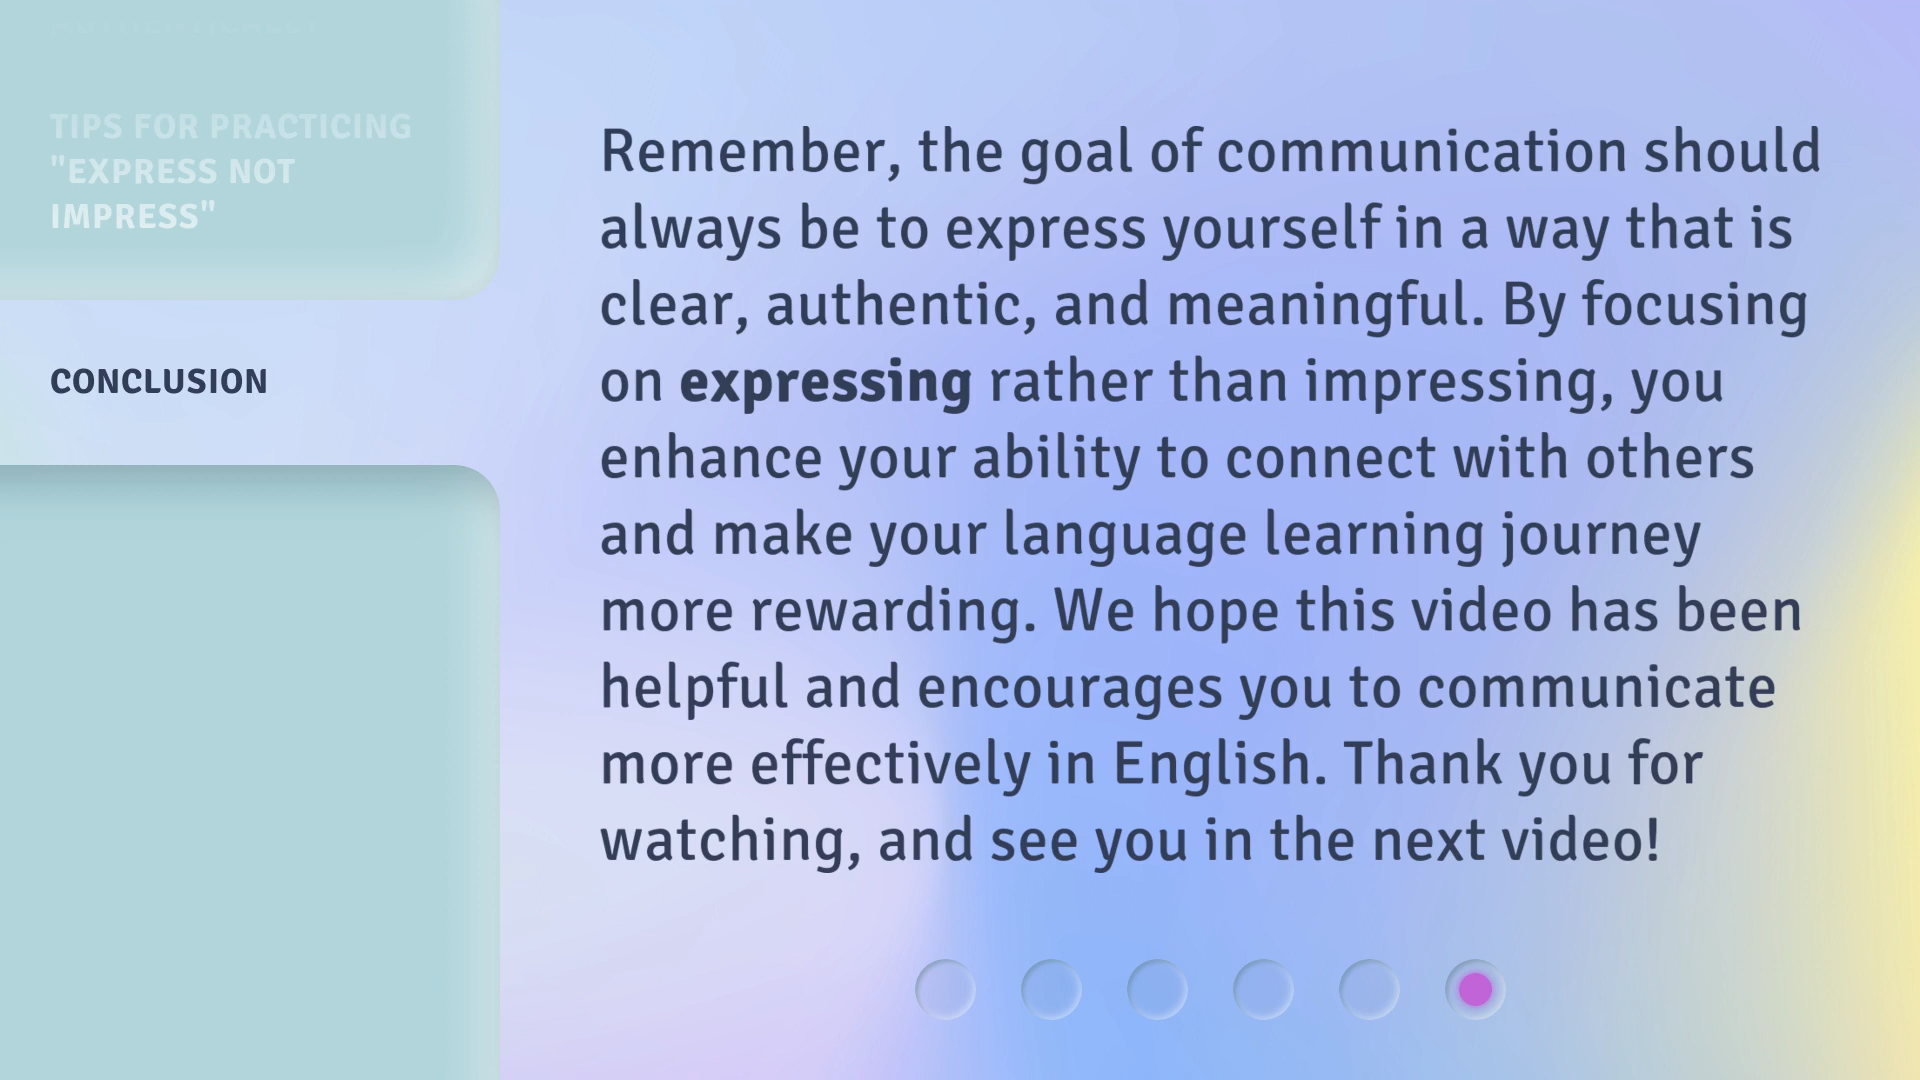 TIPS FOR PRACTICING
"EXPRESS NOT
IMPRESS"
CONCLUSION
Remember, the goal of communication should
always be to express yourself in a way that is
clear, authentic, and meaningful. By focusing
on expressing rather than impressing, you
enhance your ability to connect with others
and make your language learning journey
more rewarding. We hope this video has been
helpful and encourages you to communicate
more effectively in English. Thank you for
watching, and see you in the next video!